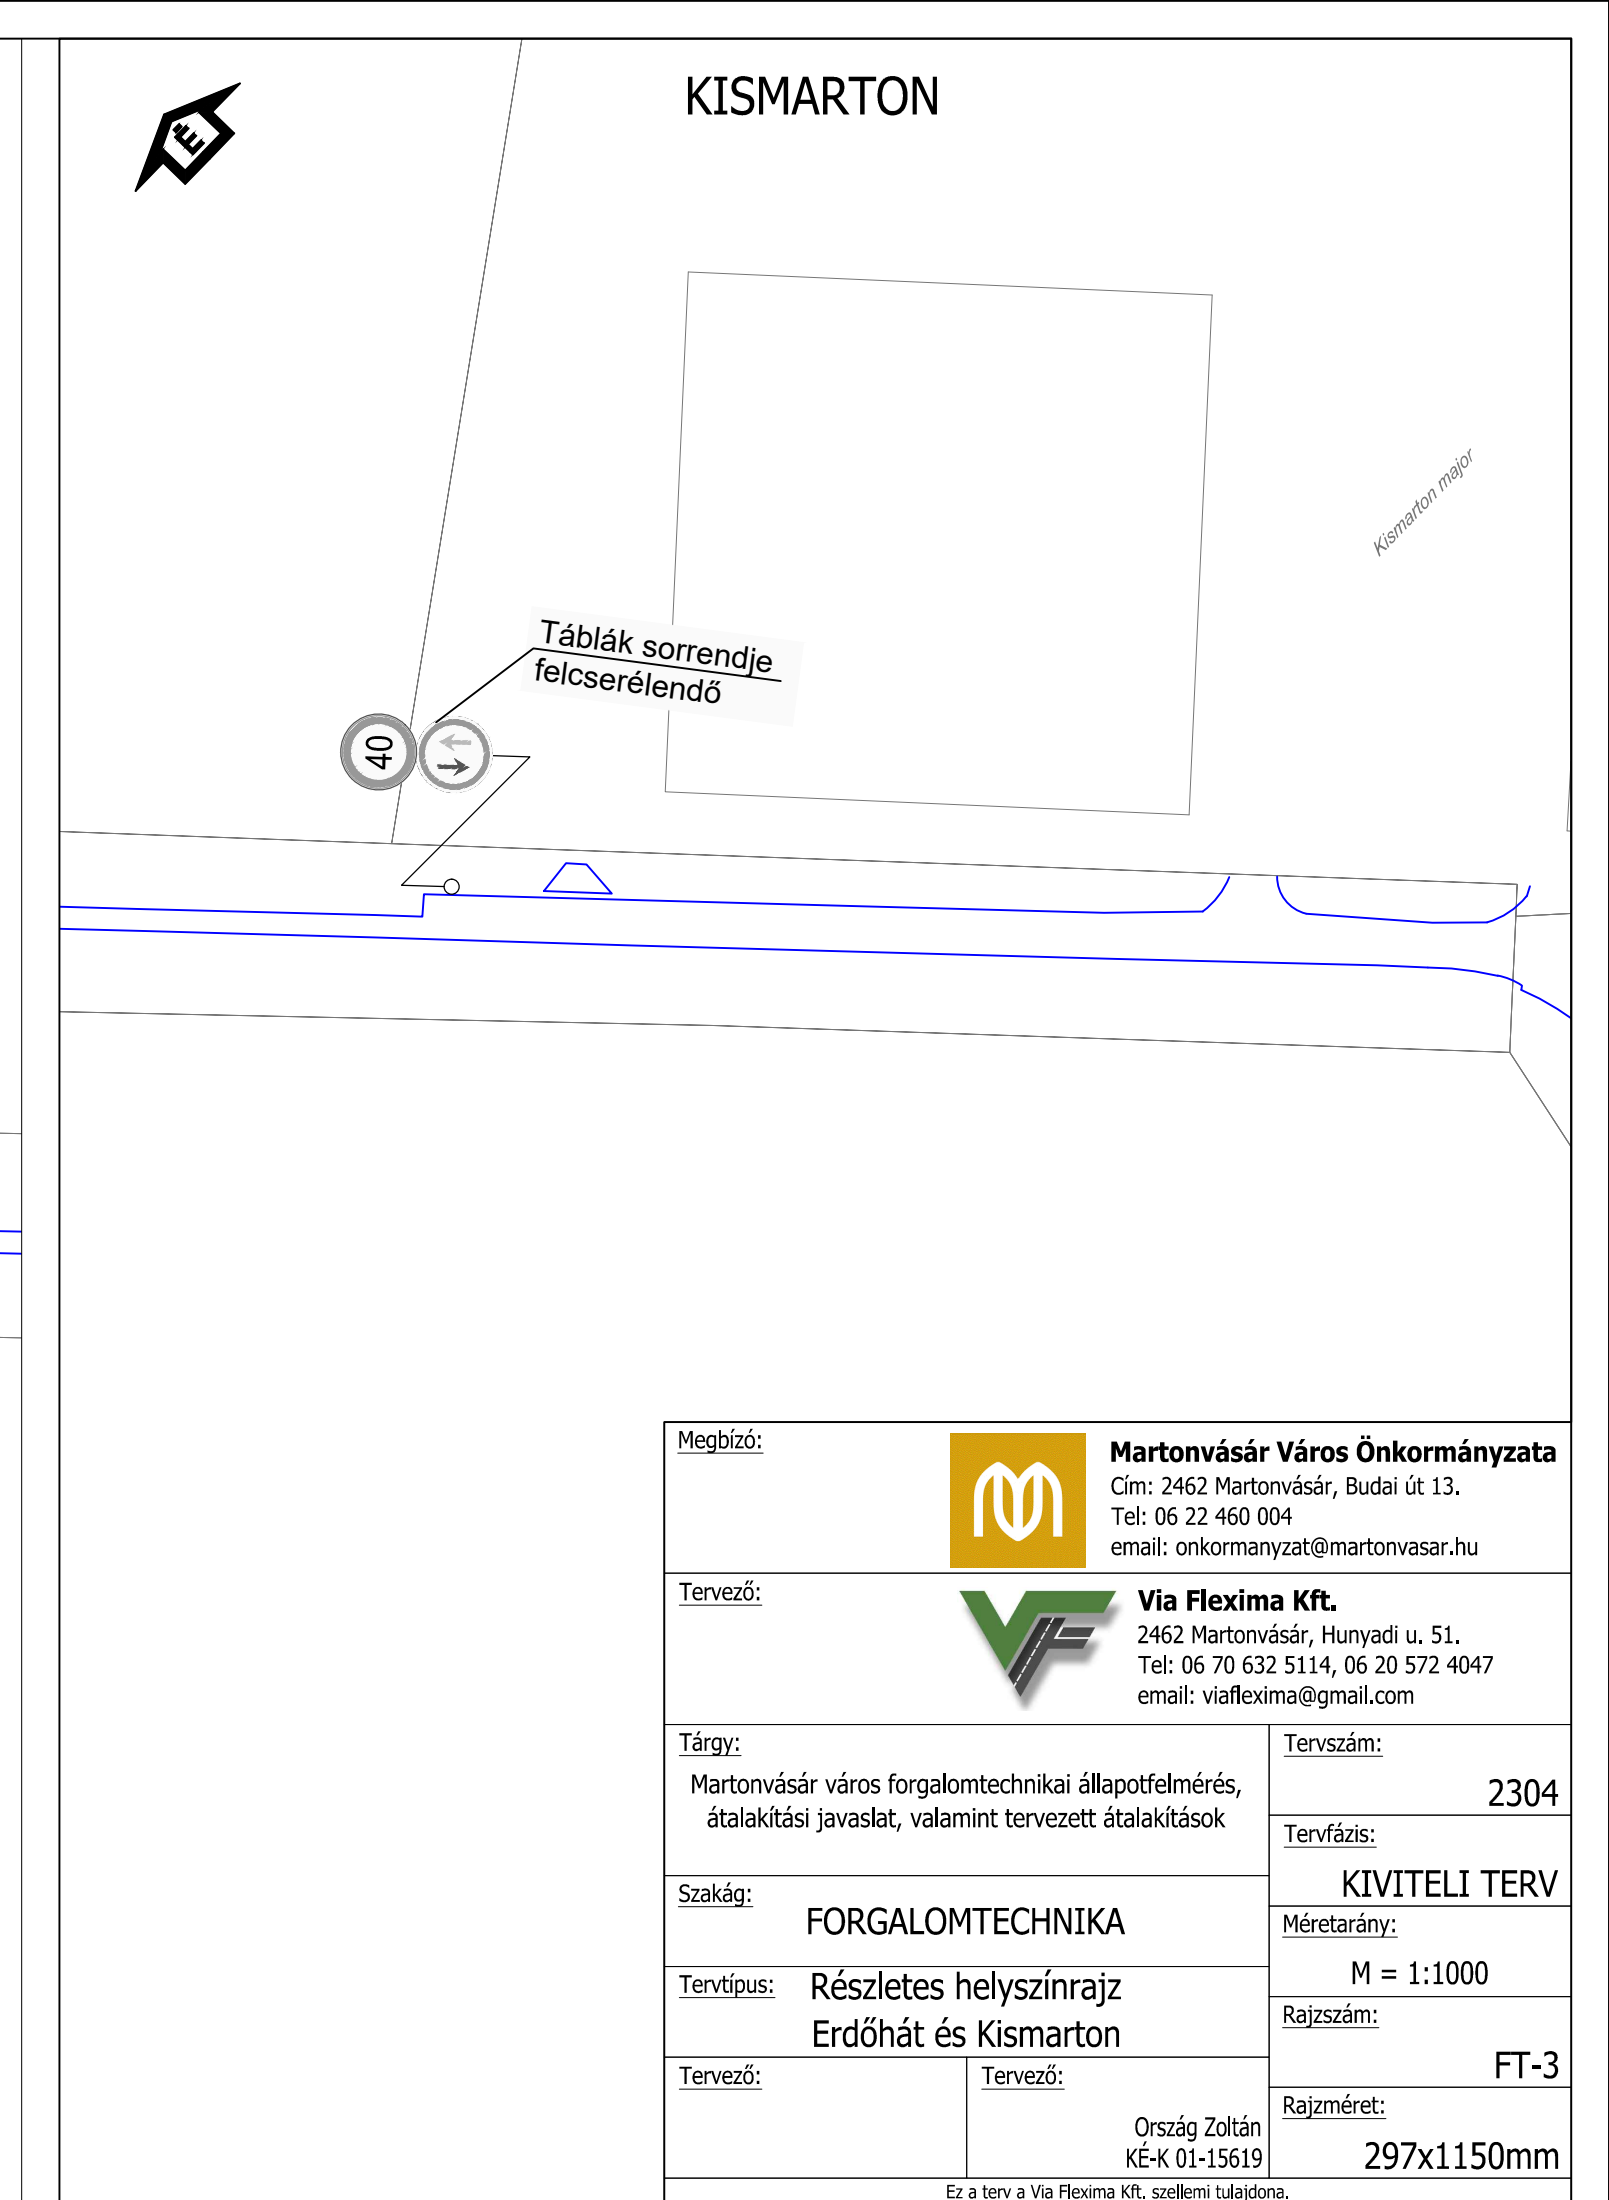 KISMARTON
É
Kismarton major
Táblák sorrendje
felcserélendő
40
Megbízó:
Martonvásár Város Önkormányzata
Cím: 2462 Martonvásár, Budai út 13.
Tel: 06 22 460 004
email: onkormanyzat@martonvasar.hu
Tervező:
Via Flexima Kft.
2462 Martonvásár, Hunyadi u. 51.
Tel: 06 70 632 5114, 06 20 572 4047
email: viaflexima@gmail.com
Tárgy:
Martonvásár város forgalomtechnikai állapotfelmérés,
átalakítási javaslat, valamint tervezett átalakítások
Tervszám:
2304
Tervfázis:
KIVITELI TERV
Szakág:
FORGALOMTECHNIKA
Méretarány:
M = 1:1000
Tervtípus: Részletes helyszínrajz
Erdőhát és Kismarton
Rajzszám:
FT-3
Tervező:
Tervező:
Ország Zoltán
KÉ-K 01-15619
Rajzméret:
297x1150mm
Ez a terv a Via Flexima Kft. szellemi tulajdona.